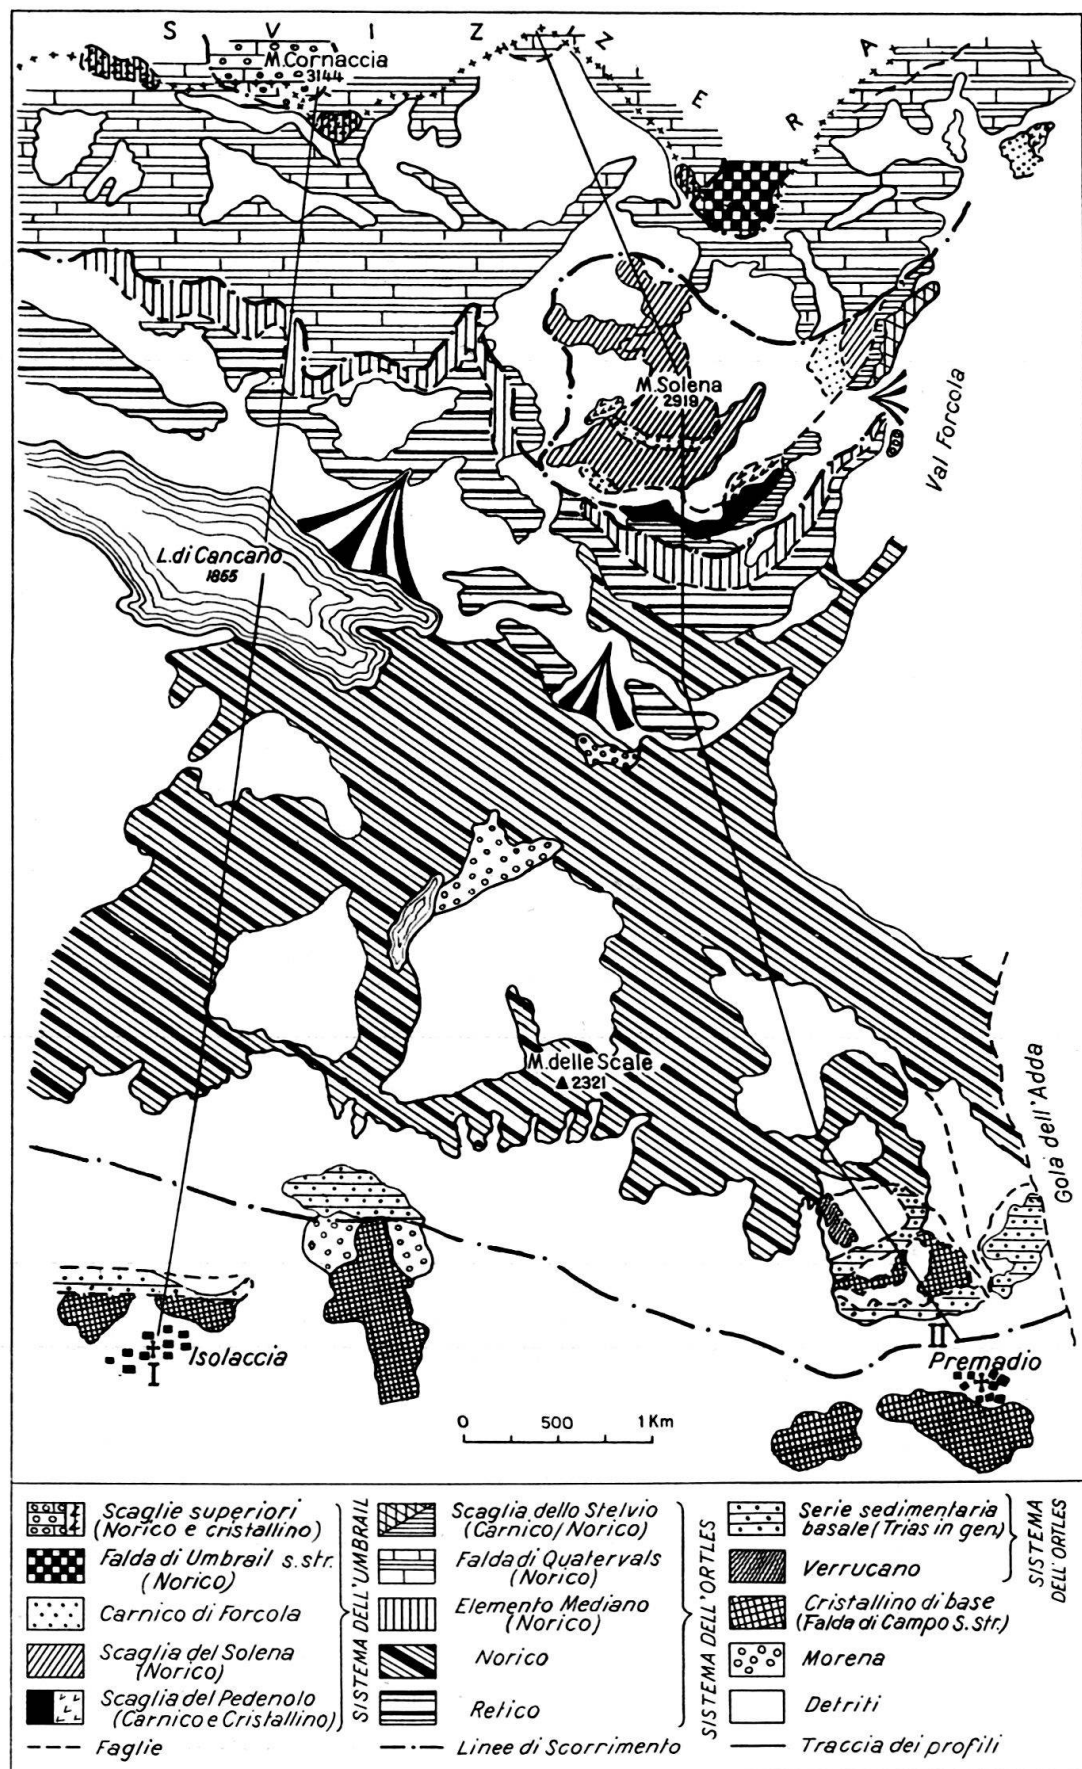 S V I Z Z E R A
M. Cornaccia
3144
M. Solena
2919
Val Forcola
L. di Cancano
1855
M. delle Scale
▲ 2321
Gola dell'Adda
Isolaccia
I
II
Premadio
0 500 1 Km
Scaglie superiori
(Norico e cristallino)
Falda di Umbrail s. str.
(Norico)
Carnico di Forcola
Scaglia del Solena
(Norico)
Scaglia del Pedenolo
(Carnico e Cristallino)
Faglie
SISTEMA DELL'UMBRAIL
Scaglia dello Stelvio
(Carnico/Norico)
Falda di Quatervals
(Norico)
Elemento Mediano
(Norico)
Norico
Retico
Linee di Scorrimento
SISTEMA DELL'ORTLES
Serie sedimentaria
basale (Trias in gen.)
Verrucano
Cristallino di base
(Falda di Campo S. str.)
Morena
Detriti
Traccia dei profili
SISTEMA
DELL'ORTES